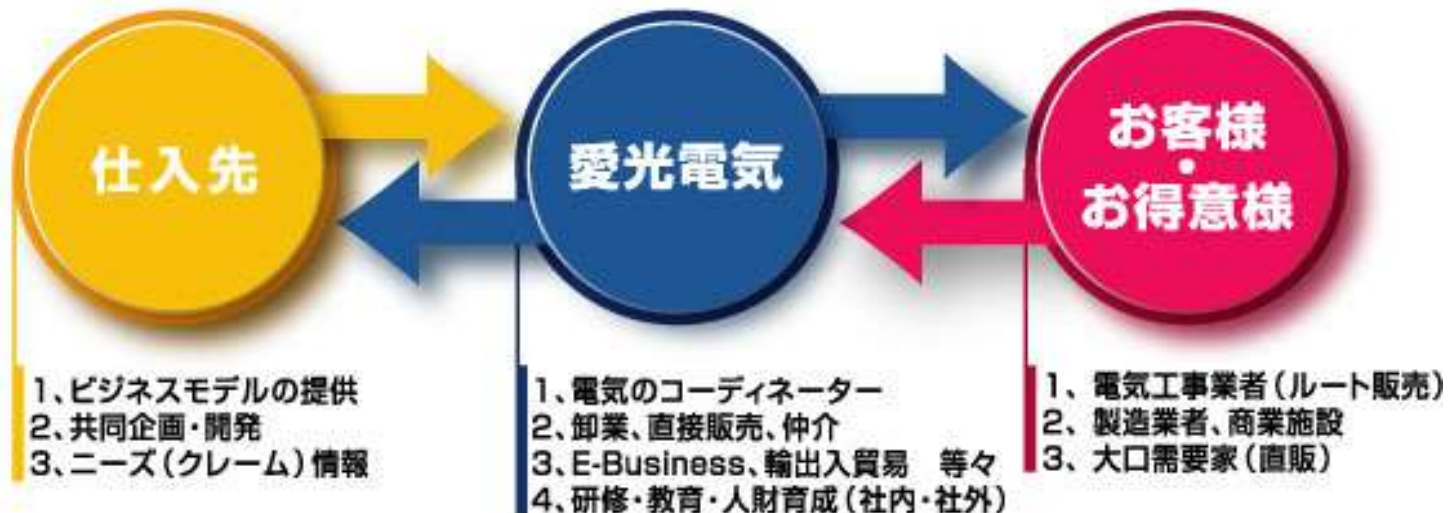 仕入先
愛光電気
お客様
・
お得意様
1、ビジネスモデルの提供
2、共同企画・開発
3、ニーズ(クレーム)情報
1、電気のコーディネーター
2、卸業、直接販売、仲介
3、E-Business、輸出入貿易　等々
4、研修・教育・人財育成(社内・社外)
1、電気工事業者(ルート販売)
2、製造業者、商業施設
3、大口需要家(直販)